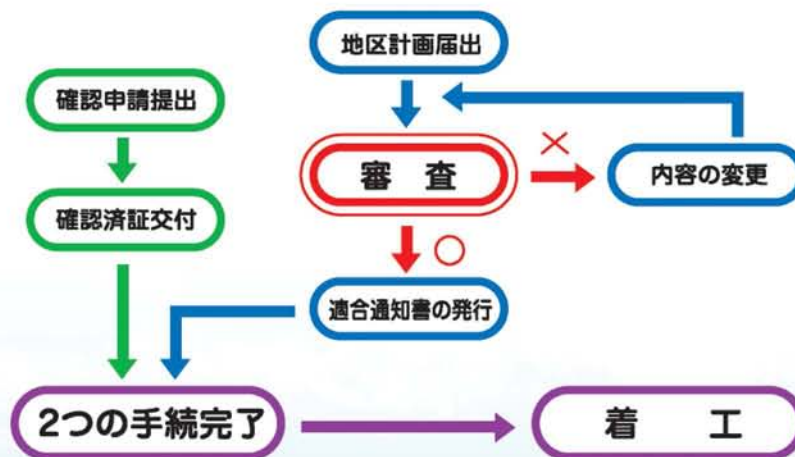 地区計画届出
確認申請提出
審 査
×
内容の変更
確認済証交付
○
適合通知書の発行
2つの手続完了
着 工